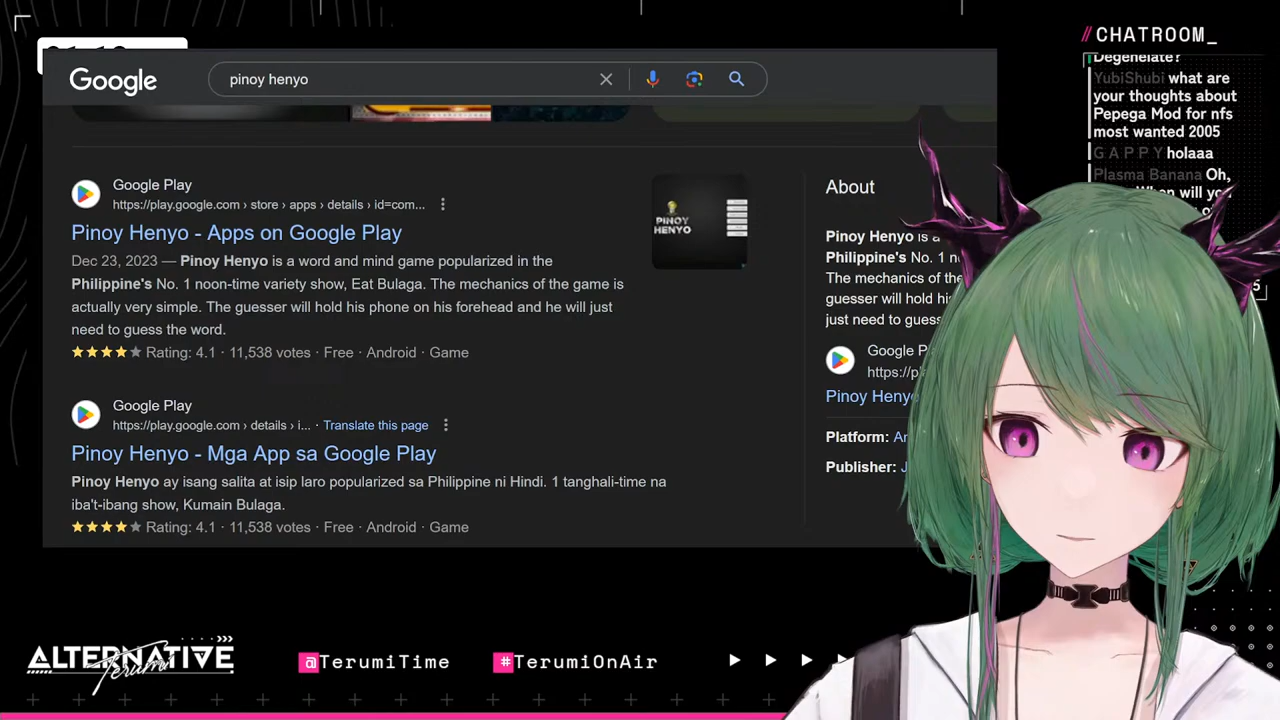 //CHATROOM_
Google
pinoy henyo
Google Play
https://play.google.com › store › apps › details › id=com...
Pinoy Henyo - Apps on Google Play
Dec 23, 2023 — Pinoy Henyo is a word and mind game popularized in the
Philippine's No. 1 noon-time variety show, Eat Bulaga. The mechanics of the game is
actually very simple. The guesser will hold his phone on his forehead and he will just
need to guess the word.
Rating: 4.1 · 11,538 votes · Free · Android · Game
PINOY
HENYO
Google Play
https://play.google.com › details › i... · Translate this page
Pinoy Henyo - Mga App sa Google Play
Pinoy Henyo ay isang salita at isip laro popularized sa Philippine ni Hindi. 1 tanghali-time na
iba't-ibang show, Kumain Bulaga.
Rating: 4.1 · 11,538 votes · Free · Android · Game
About
Pinoy Henyo is a
Philippine's No. 1
The mechanics of the
guesser will hold
just need to guess
Google
Pinoy
Platform:
Publisher:
Degenelate?
YubiShubi what are
your thoughts about
Pepega Mod for nfs
most wanted 2005
G A P P Y holaaa
Plasma Banana Oh,
When will
ALTERNATIVE
Terumi
@TerumiTime
#TerumiOnAir